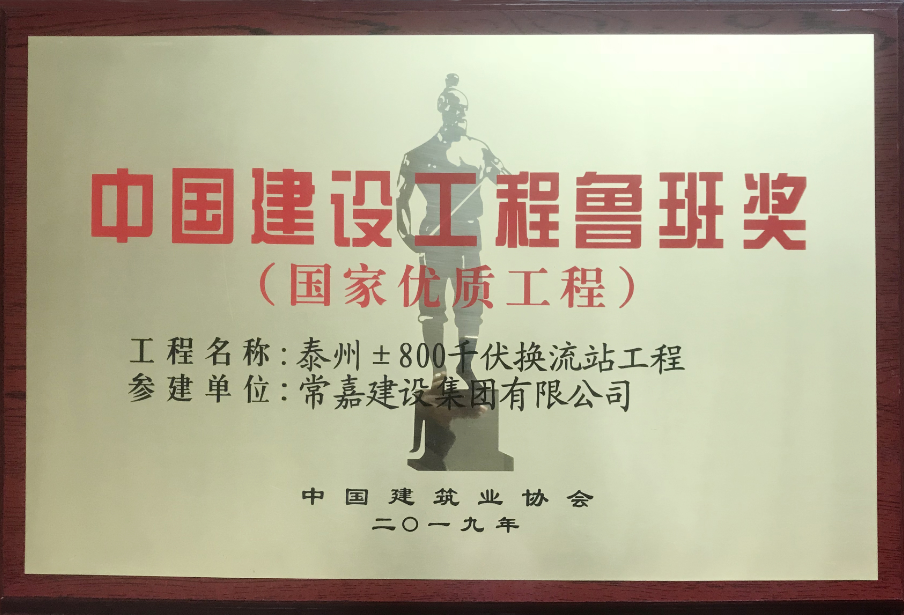 中国建设工程鲁班奖
（国家优质工程）
工程名称:泰州±800千伏换流站工程
参建单位:常嘉建设集团有限公司
中国建筑业协会
二〇一九年